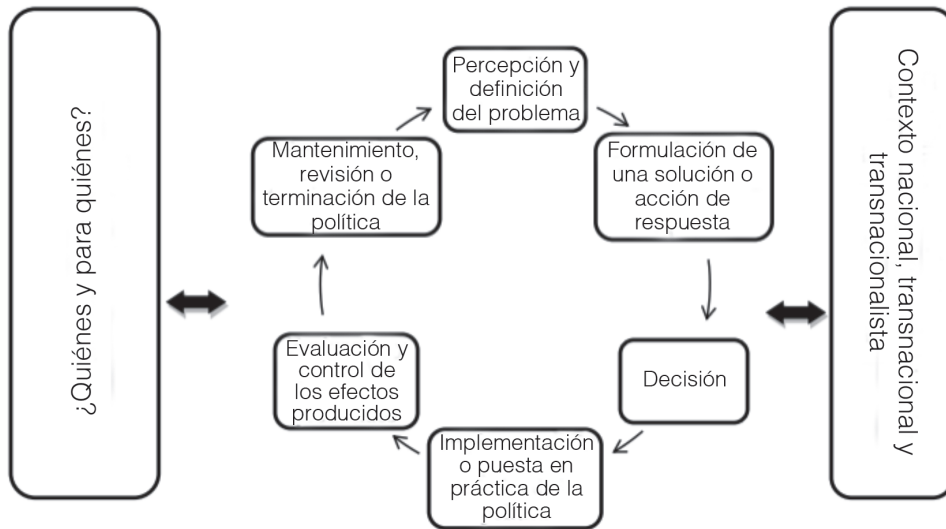 ¿Quiénes y para quiénes?
Percepción y
definición
del problema
Formulación de
una solución o
acción de
respuesta
Decisión
Implementación
o puesta en
práctica de la
política
Evaluación y
control de
los efectos
producidos
Mantenimiento,
revisión o
terminación de la
política
Contexto nacional, transnacional y
transnacionalista